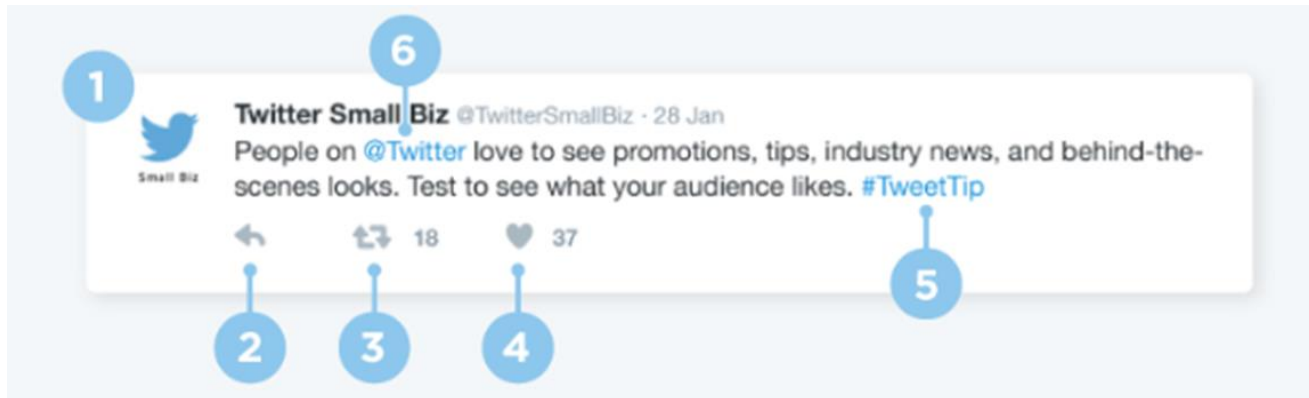 6
1
Twitter Small Biz @TwitterSmallBiz · 28 Jan
People on @Twitter love to see promotions, tips, industry news, and behind-the-
Small Biz
scenes looks. Test to see what your audience likes. #TweetTip
18 37
5
2 3 4